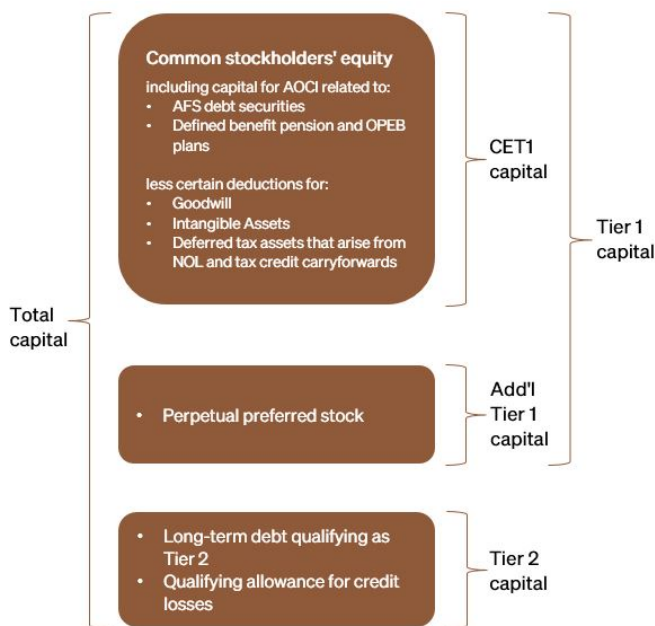 Common stockholders' equity
including capital for AOCI related to:
• AFS debt securities
• Defined benefit pension and OPEB
plans
less certain deductions for:
• Goodwill
• Intangible Assets
• Deferred tax assets that arise from
NOL and tax credit carryforwards
CET1
capital
Tier 1
capital
Total
capital
• Perpetual preferred stock
Add'l
Tier 1
capital
• Long-term debt qualifying as
Tier 2
• Qualifying allowance for credit
losses
Tier 2
capital